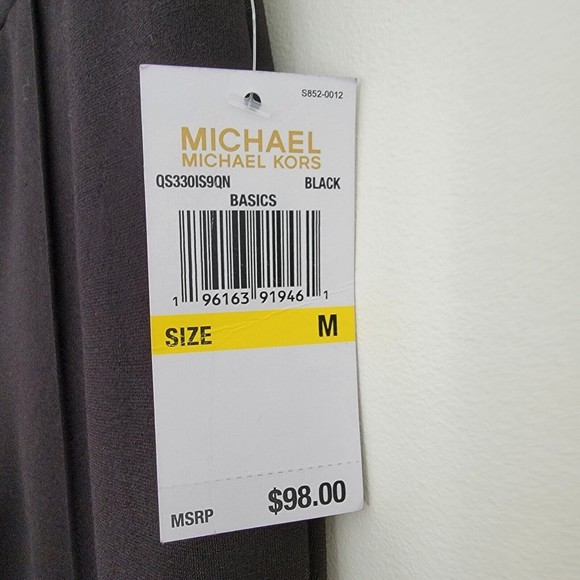 S852-0012
MICHAEL
MICHAEL KORS
QS330IS9QN BLACK
BASICS
1 96163 91946 1
SIZE M
MSRP $98.00